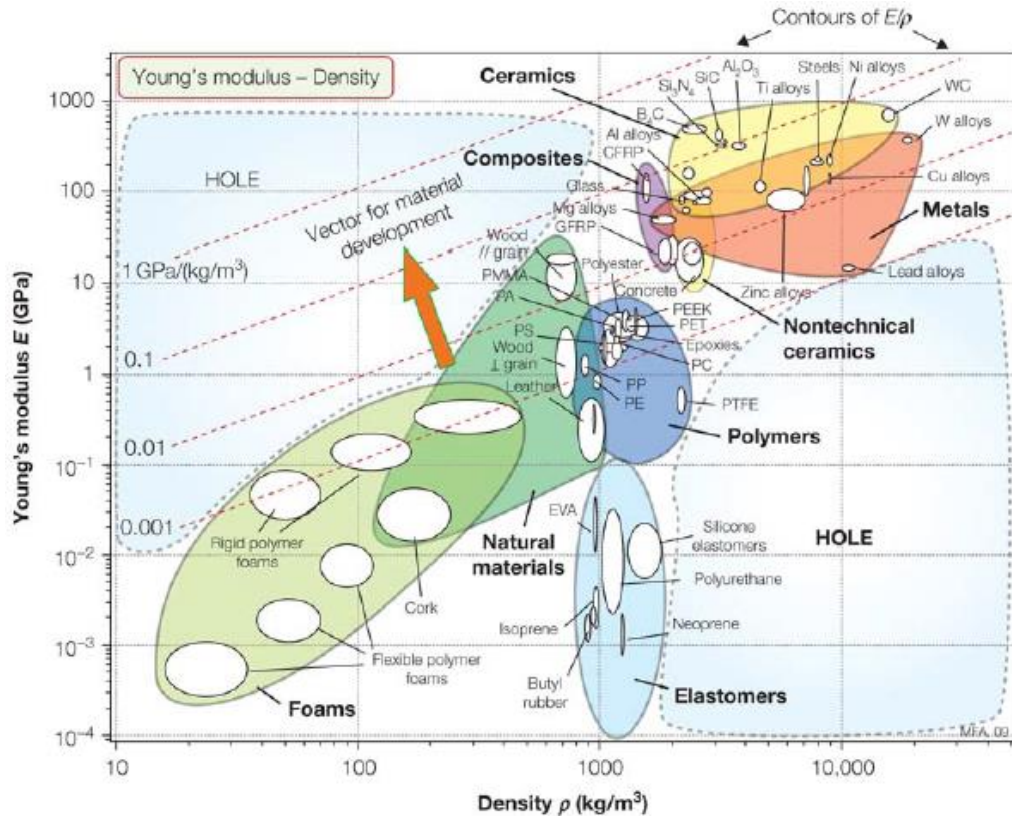 Contours of E/ρ
Young's modulus – Density
Ceramics
Si₃N₄
SiC
Al₂O₃
Steels
Ni alloys
Ti alloys
WC
W alloys
B₄C
Al alloys
CFRP
Composites
Glass
Mg alloys
GFRP
Cu alloys
Metals
Lead alloys
Zinc alloys
HOLE
Vector for material
development
Wood
// grain
Polyester
PMMA
Concrete
PA
PEEK
PET
PS
Epoxies
PC
Nontechnical
ceramics
Wood
⊥ grain
Leather
PP
PE
PTFE
Polymers
1 GPa/(kg/m³)
0.1
0.01
0.001
Rigid polymer
foams
Cork
Natural
materials
EVA
Silicone
elastomers
HOLE
Polyurethane
Isoprene
Neoprene
Butyl
rubber
Flexible polymer
foams
Foams
Elastomers
MFA, 09
Young's modulus E (GPa)
1000
100
10
1
10⁻¹
10⁻²
10⁻³
10⁻⁴
10
100
1000
10,000
Density ρ (kg/m³)